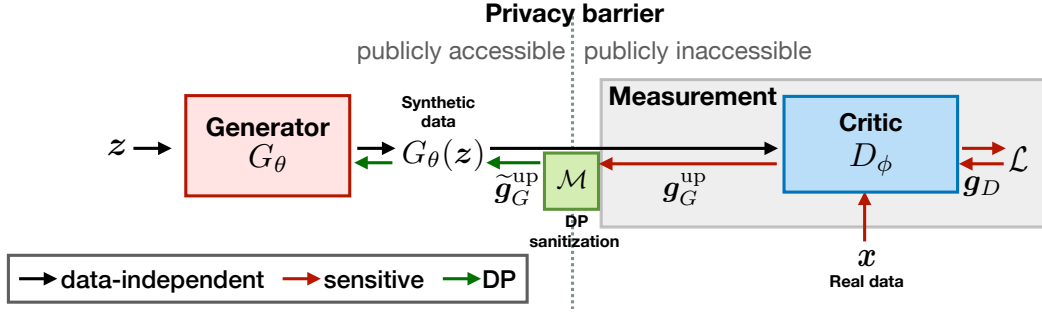 Privacy barrier
publicly accessible publicly inaccessible
Measurement
Generator
G_θ
Synthetic
data
Critic
D_ϕ
z
G_θ(z)
ℒ
g̃_G^up
ℳ
g_G^up
g_D
DP
sanitization
x
Real data
data-independent sensitive DP